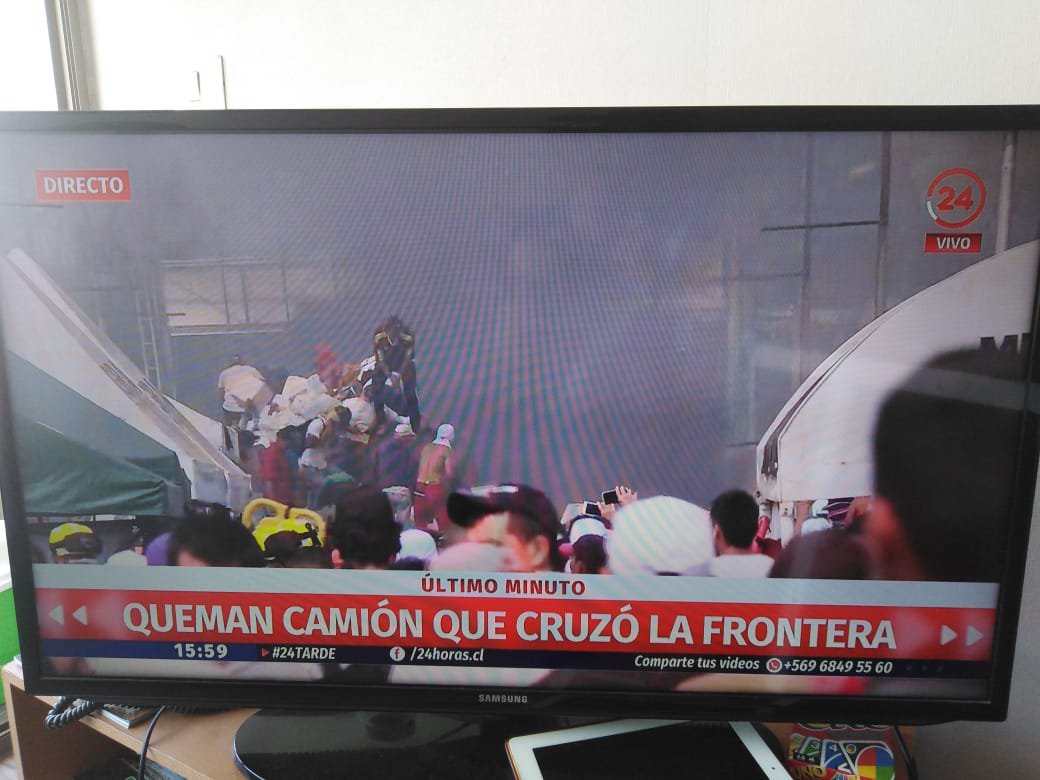 DIRECTO
24
VIVO
ÚLTIMO MINUTO
QUEMAN CAMIÓN QUE CRUZÓ LA FRONTERA
15:59 #24TARDE /24horas.cl Comparte tus videos +569 6849 55 60
SAMSUNG
UNO